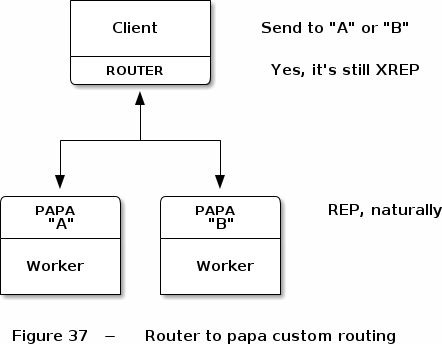 Client
Send to "A" or "B"
ROUTER
Yes, it's still XREP
PAPA
"A"
PAPA
"B"
REP, naturally
Worker
Worker
Figure 37 − Router to papa custom routing